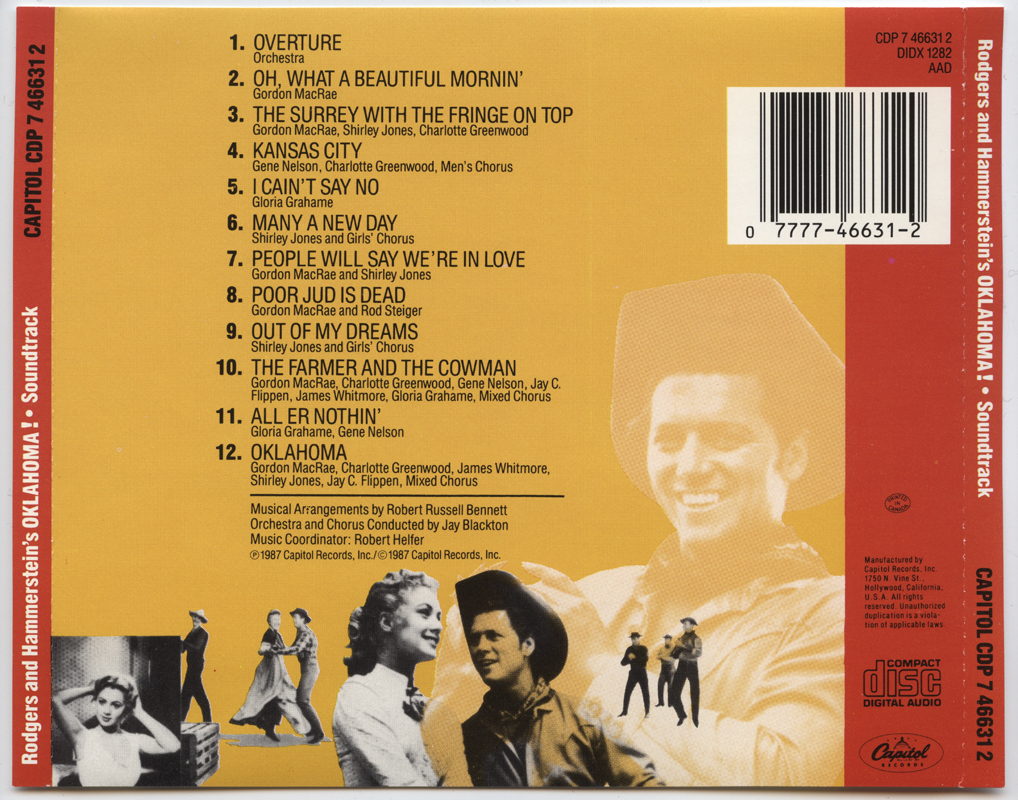 1. OVERTURE
Orchestra
2. OH, WHAT A BEAUTIFUL MORNIN'
Gordon MacRae
3. THE SURREY WITH THE FRINGE ON TOP
Gordon MacRae, Shirley Jones, Charlotte Greenwood
4. KANSAS CITY
Gene Nelson, Charlotte Greenwood, Men's Chorus
5. I CAIN'T SAY NO
Gloria Grahame
6. MANY A NEW DAY
Shirley Jones and Girls' Chorus
7. PEOPLE WILL SAY WE'RE IN LOVE
Gordon MacRae and Shirley Jones
8. POOR JUD IS DEAD
Gordon MacRae and Rod Steiger
9. OUT OF MY DREAMS
Shirley Jones and Girls' Chorus
10. THE FARMER AND THE COWMAN
Gordon MacRae, Charlotte Greenwood, Gene Nelson, Jay C.
Flippen, James Whitmore, Gloria Grahame, Mixed Chorus
11. ALL ER NOTHIN'
Gloria Grahame, Gene Nelson
12. OKLAHOMA
Gordon MacRae, Charlotte Greenwood, James Whitmore,
Shirley Jones, Jay C. Flippen, Mixed Chorus
Musical Arrangements by Robert Russell Bennett
Orchestra and Chorus Conducted by Jay Blackton
Music Coordinator: Robert Helfer
℗1987 Capitol Records, Inc./©1987 Capitol Records, Inc.
CDP 7 46631 2
DIDX 1282
AAD
0 7777-46631-2
PRINTED
IN
CANADA
Manufactured by
Capitol Records, Inc.
1750 N. Vine St.,
Hollywood, California,
U.S.A. All rights
reserved. Unauthorized
duplication is a viola-
tion of applicable laws.
COMPACT
disc
DIGITAL AUDIO
Capitol
RECORDS
Rodgers and Hammerstein's OKLAHOMA! • Soundtrack CAPITOL CDP 7 46631 2
Rodgers and Hammerstein's OKLAHOMA! • Soundtrack CAPITOL CDP 7 46631 2